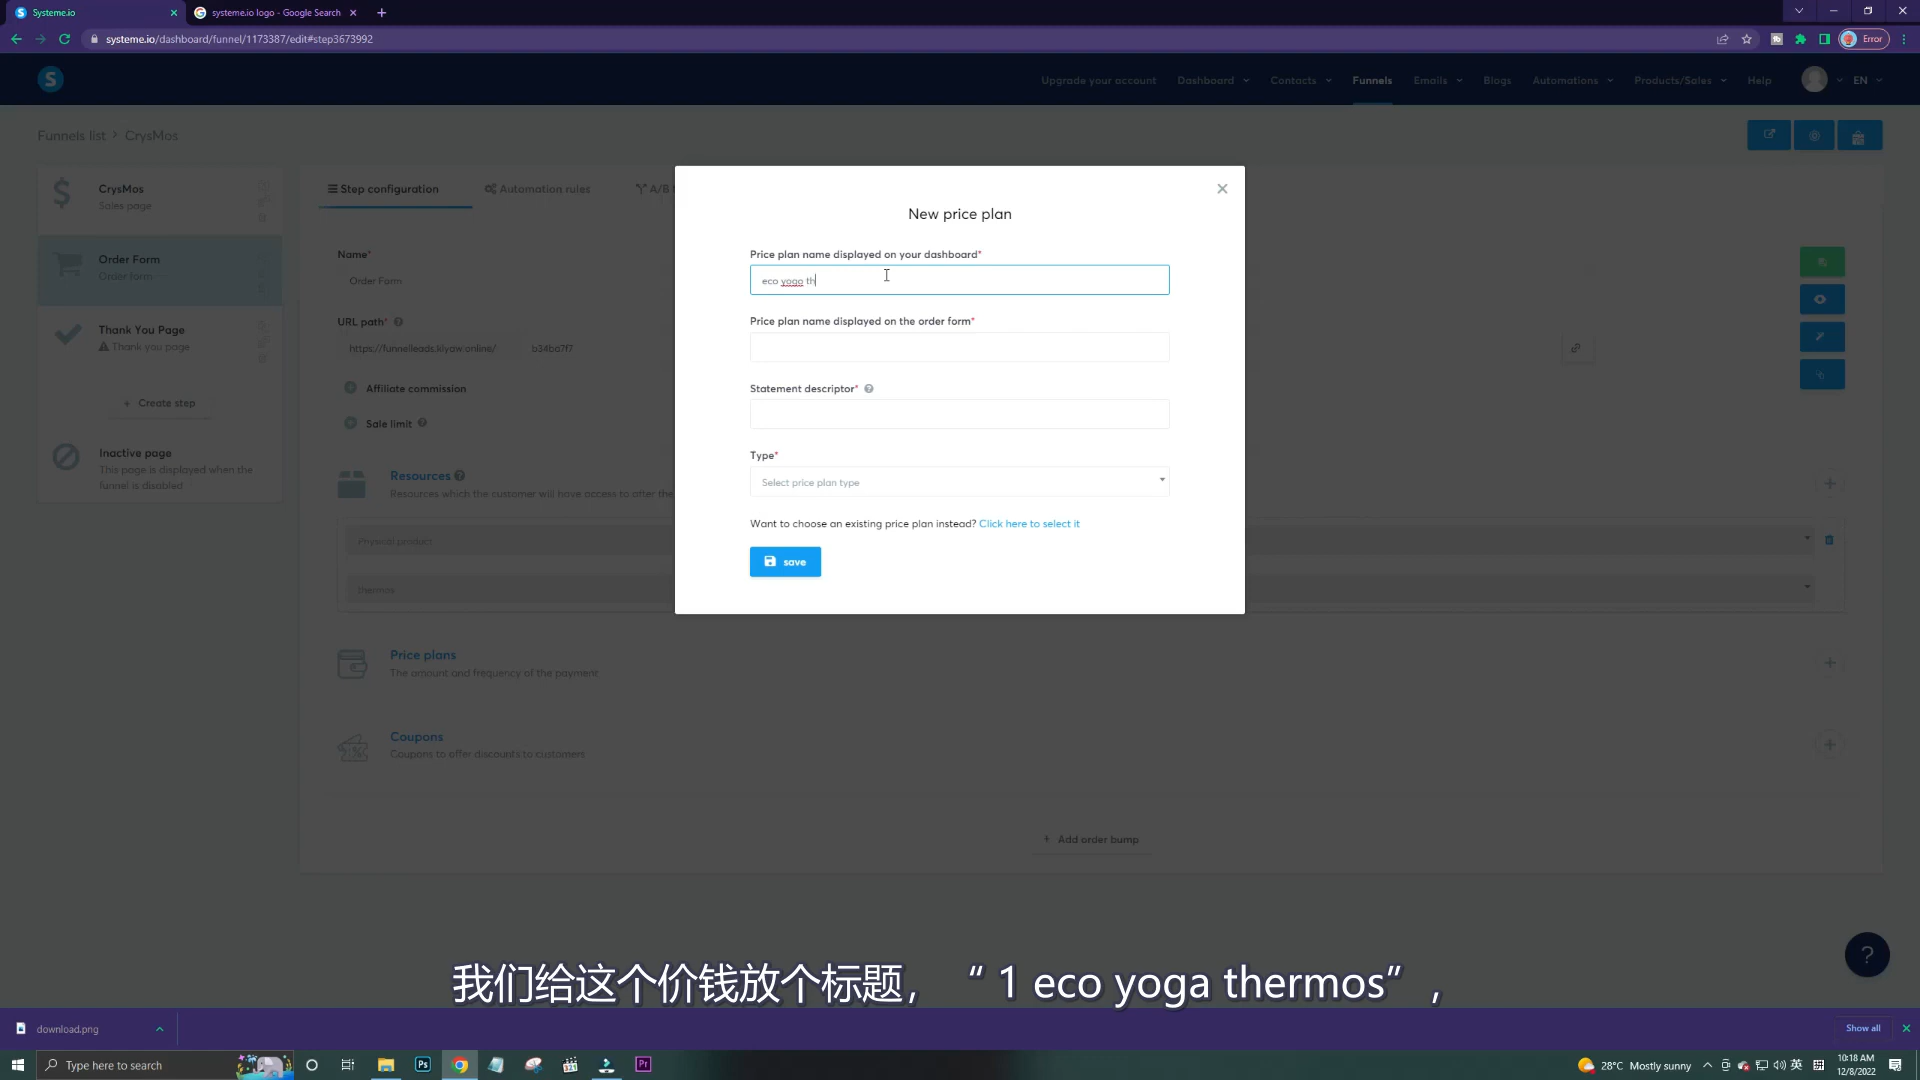 Systeme.io
systeme.io logo - Google Search
systeme.io/dashboard/funnel/1173387/edit#step3673992
Error
S
Upgrade your account
Dashboard
Contacts
Funnels
Emails
Blogs
Automations
Products/Sales
Help
EN
Funnels list > CrysMos
CrysMos
Sales page
Order Form
Order form
Thank You Page
Thank you page
+ Create step
Inactive page
This page is displayed when the
funnel is disabled
Step configuration
Automation rules
A/B
Name*
Order Form
URL path*
https://funnelleads.klyaw.online/
b34ba7f7
Affiliate commission
Sale limit
Resources
Resources which the customer will have access to after the
Physical product
thermos
Price plans
The amount and frequency of the payment
Coupons
Coupons to offer discounts to customers
+ Add order bump
New price plan
Price plan name displayed on your dashboard*
eco yoga th
Price plan name displayed on the order form*
Statement descriptor*
Type*
Select price plan type
Want to choose an existing price plan instead? Click here to select it
save
?
我们给这个价钱放个标题，“ 1 eco yoga thermos”,
download.png
Show all
Type here to search
Ps
Pr
28°C Mostly sunny
英
拼
10:18 AM
12/8/2022